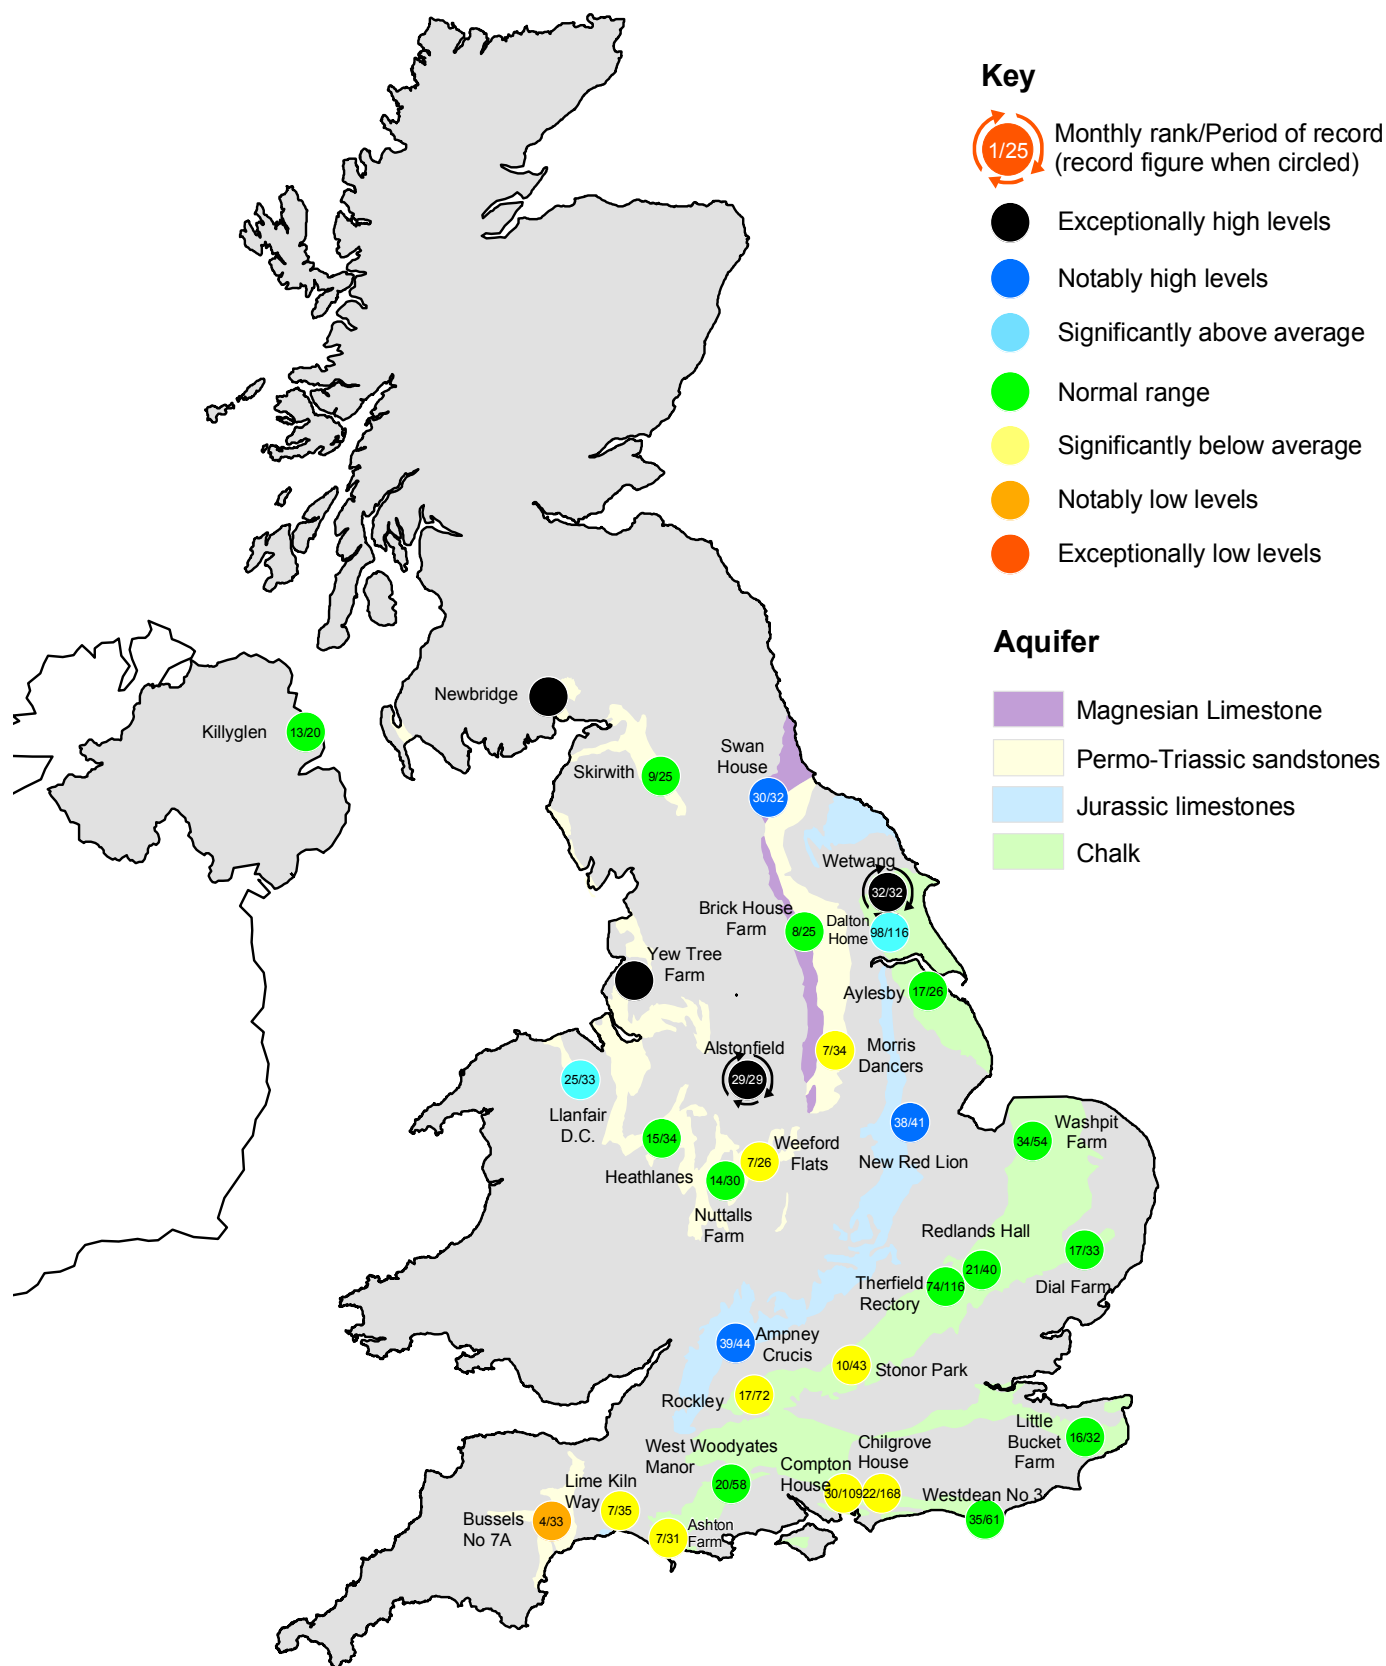 Key
1/25
Monthly rank/Period of record
(record figure when circled)
Exceptionally high levels
Notably high levels
Significantly above average
Normal range
Significantly below average
Notably low levels
Exceptionally low levels
Aquifer
Magnesian Limestone
Permo-Triassic sandstones
Jurassic limestones
Chalk
Newbridge
Killyglen
13/20
Skirwith
9/25
Swan
House
30/32
Wetwang
32/32
Brick House
Farm
8/25
Dalton
Home
98/116
Yew Tree
Farm
Aylesby
17/26
Alstonfield
29/29
7/34
Morris
Dancers
25/33
Llanfair
D.C.
15/34
Heathlanes
7/26
Weeford
Flats
14/30
Nuttalls
Farm
38/41
New Red Lion
34/54
Washpit
Farm
Redlands Hall
21/40
17/33
Dial Farm
Therfield
Rectory
74/116
39/44
Ampney
Crucis
10/43
Stonor Park
Rockley
17/72
Little
Bucket
Farm
16/32
West Woodyates
Manor
20/58
Compton
House
30/109
Chilgrove
House
22/168
Westdean No.3
35/61
Lime Kiln
Way
7/35
Bussels
No 7A
4/33
7/31
Ashton
Farm